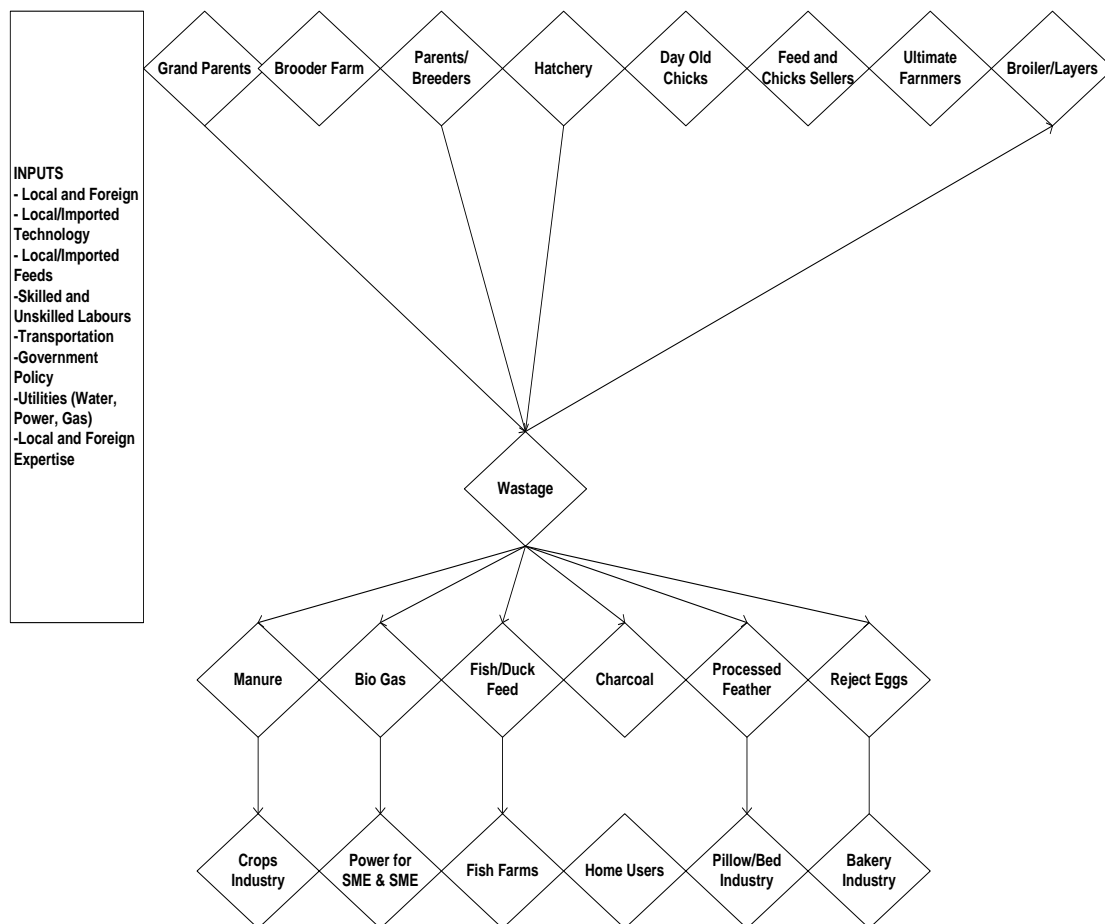 Grand Parents
Brooder Farm
Parents/
Breeders
Hatchery
Day Old
Chicks
Feed and
Chicks Sellers
Ultimate
Farnmers
Broiler/Layers
INPUTS
- Local and Foreign
- Local/Imported
Technology
- Local/Imported
Feeds
-Skilled and
Unskilled Labours
-Transportation
-Government
Policy
-Utilities (Water,
Power, Gas)
-Local and Foreign
Expertise
Wastage
Manure
Bio Gas
Fish/Duck
Feed
Charcoal
Processed
Feather
Reject Eggs
Crops
Industry
Power for
SME & SME
Fish Farms
Home Users
Pillow/Bed
Industry
Bakery
Industry